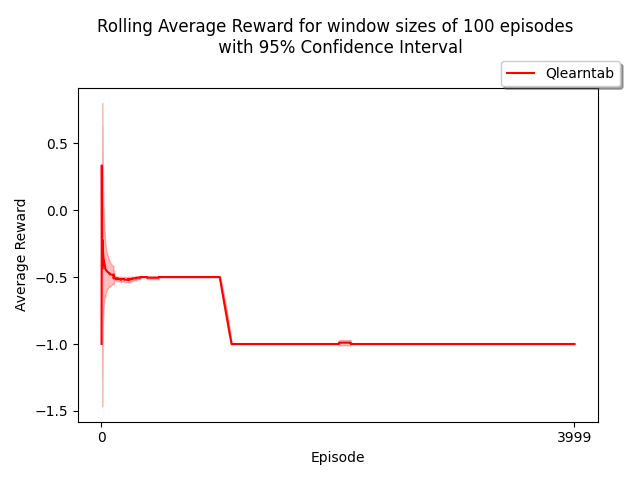 Rolling Average Reward for window sizes of 100 episodes
with 95% Confidence Interval
Qlearntab
0.5
0.0
−0.5
−1.0
−1.5
Average Reward
0
3999
Episode